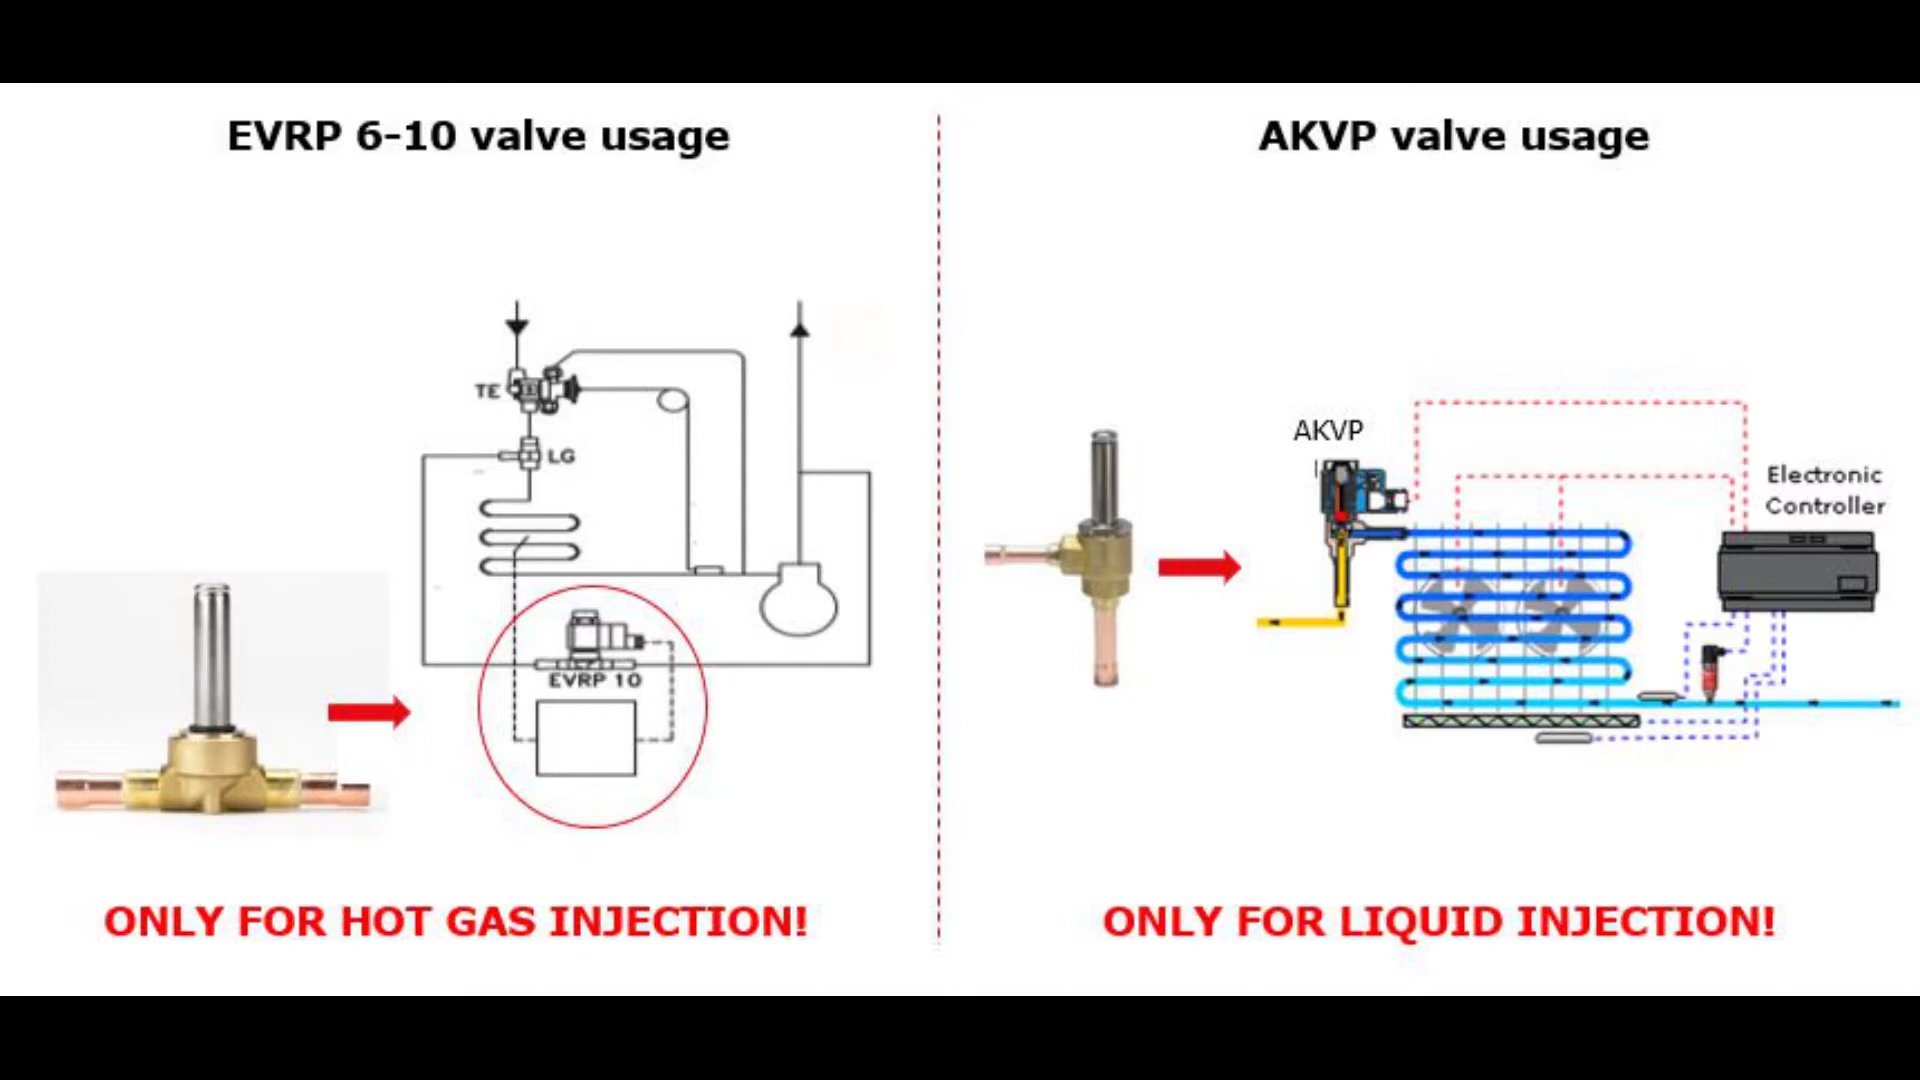 EVRP 6-10 valve usage
TE
LG
EVRP 10
ONLY FOR HOT GAS INJECTION!
AKVP valve usage
AKVP
Electronic
Controller
ONLY FOR LIQUID INJECTION!